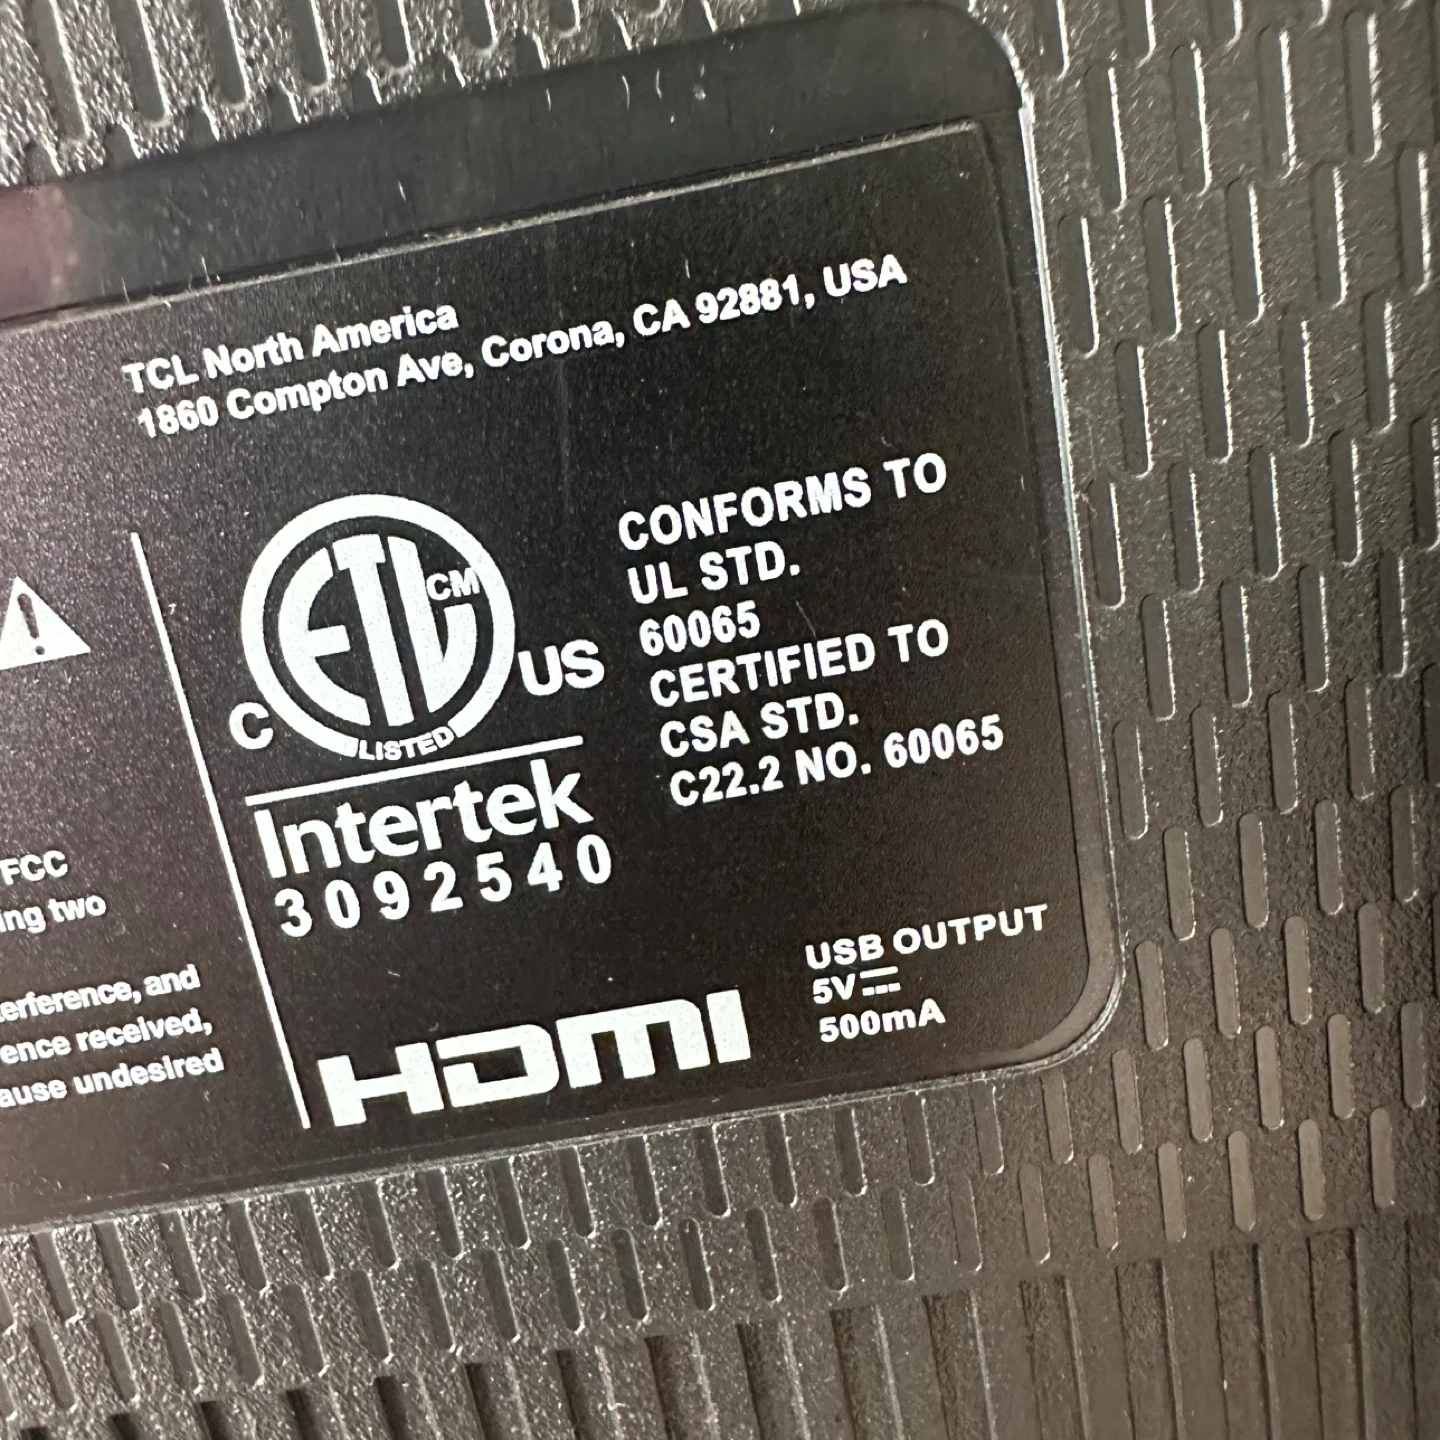 TCL North America
1860 Compton Ave, Corona, CA 92881, USA
ETL CM
LISTED
C US
Intertek
3092540
CONFORMS TO
UL STD.
60065
CERTIFIED TO
CSA STD.
C22.2 NO. 60065
FCC
ing two
erference, and
ence received,
ause undesired
HDMI
USB OUTPUT
5V⎓
500mA